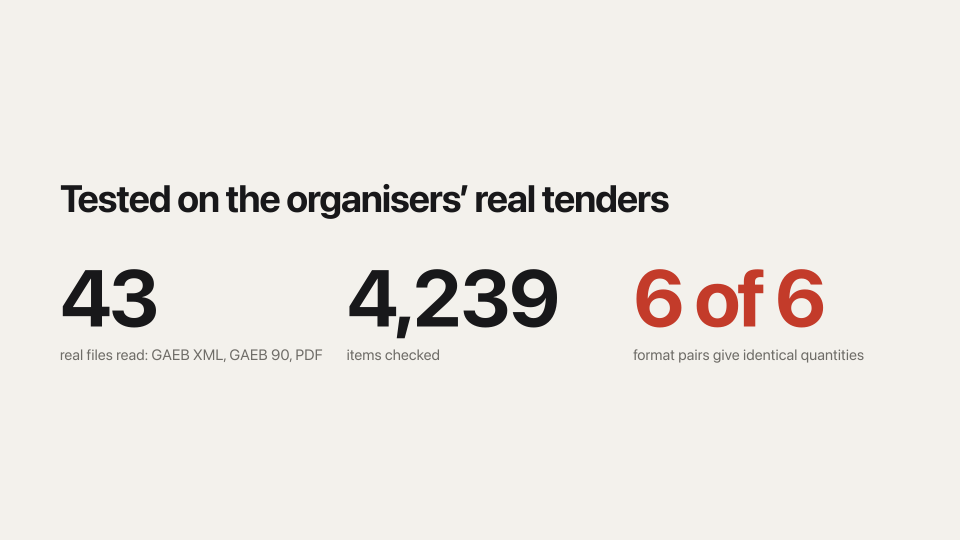 Tested on the organisers’ real tenders
43
4,239
6 of 6
real files read: GAEB XML, GAEB 90, PDF
items checked
format pairs give identical quantities